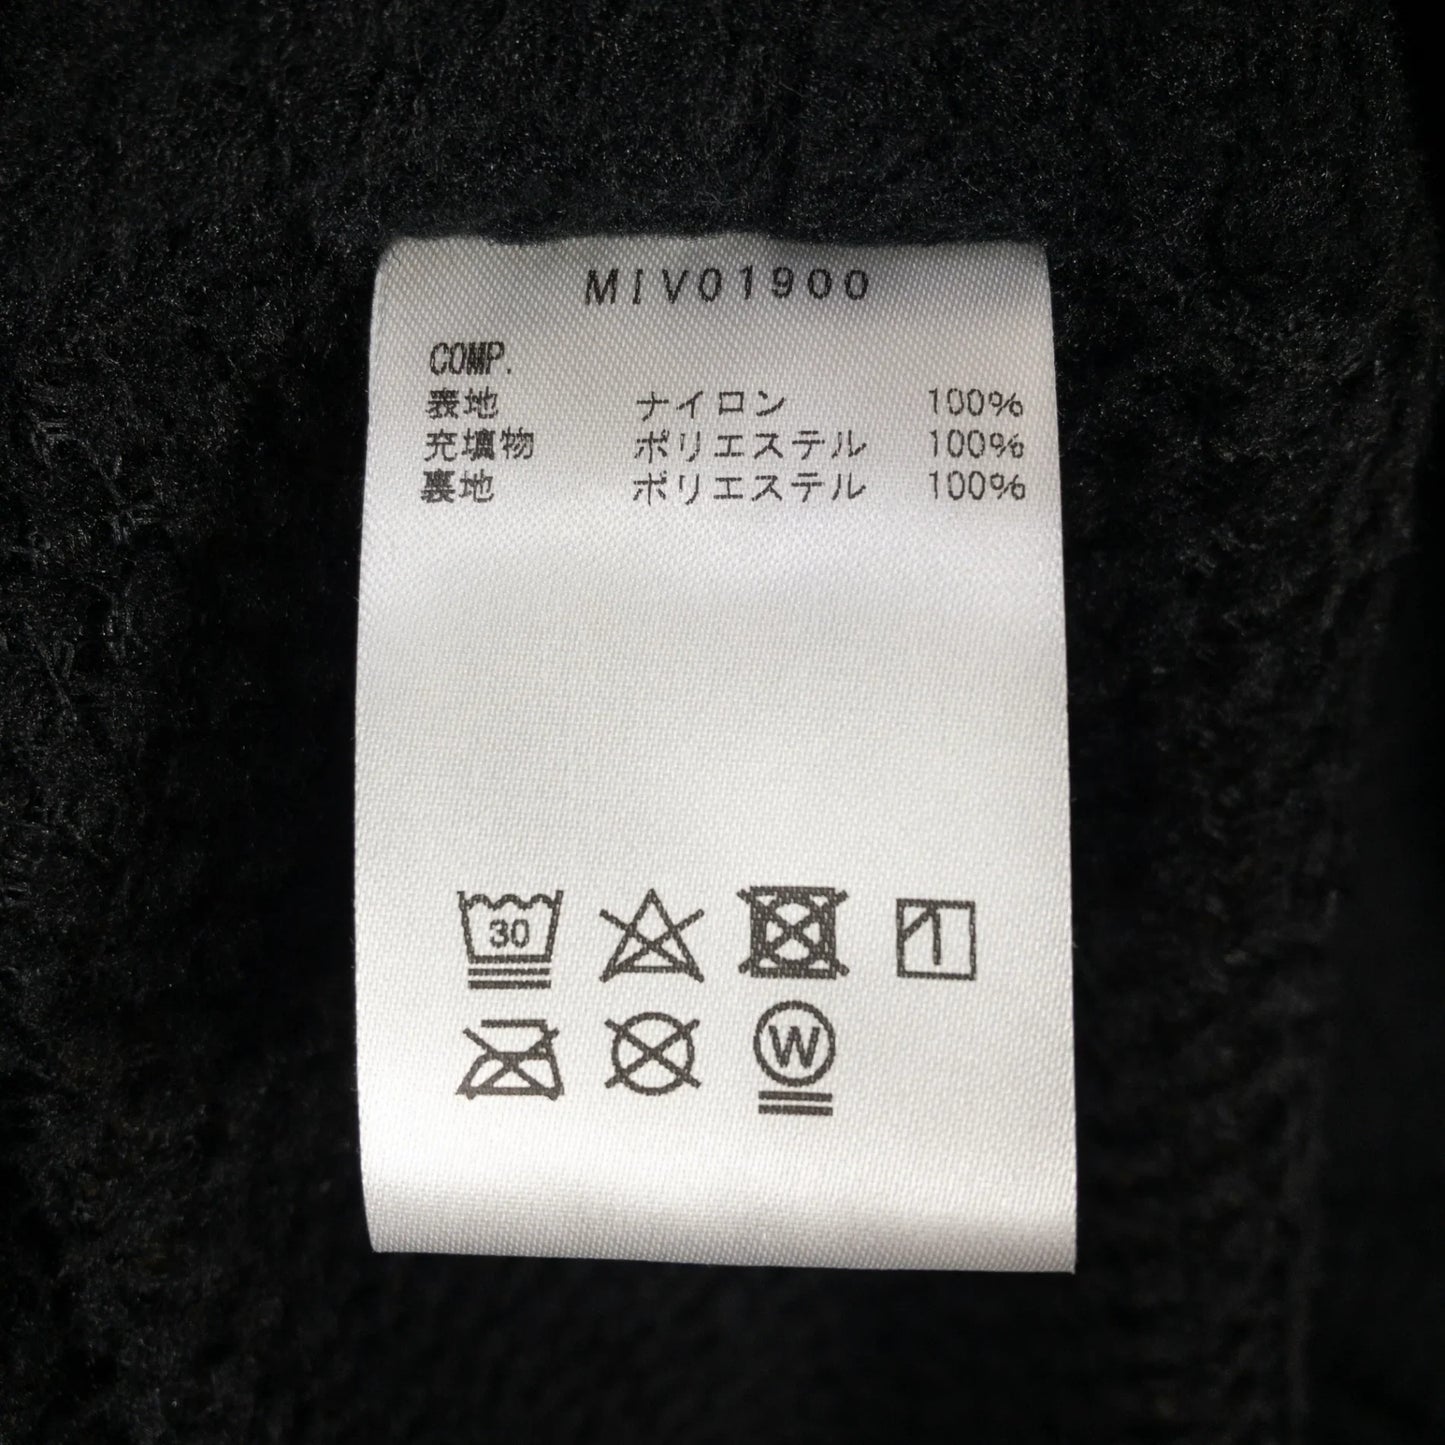 MIV01900
COMP.
表地 ナイロン 100%
充填物 ポリエステル 100%
裏地 ポリエステル 100%
30
W